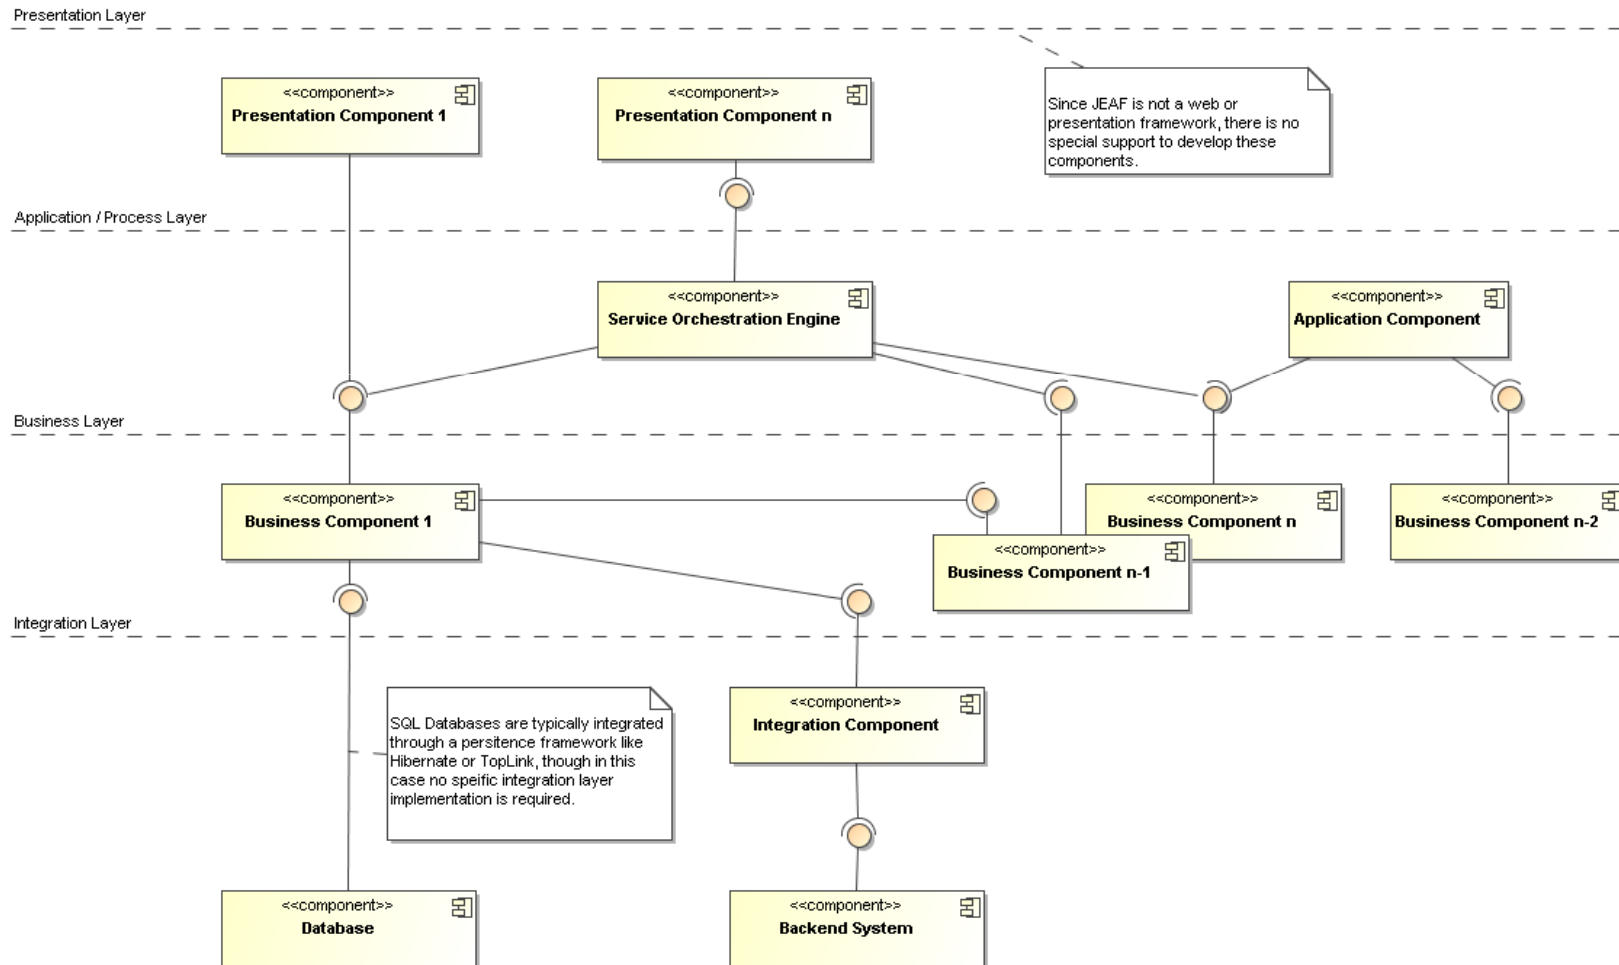 Presentation Layer
<<component>>
Presentation Component 1
<<component>>
Presentation Component n
Since JEAF is not a web or
presentation framework, there is no
special support to develop these
components.
Application / Process Layer
<<component>>
Service Orchestration Engine
<<component>>
Application Component
Business Layer
<<component>>
Business Component 1
<<component>>
Business Component n
<<component>>
Business Component n-2
<<component>>
Business Component n-1
Integration Layer
SQL Databases are typically integrated
through a persitence framework like
Hibernate or TopLink, though in this
case no speific integration layer
implementation is required.
<<component>>
Integration Component
<<component>>
Database
<<component>>
Backend System